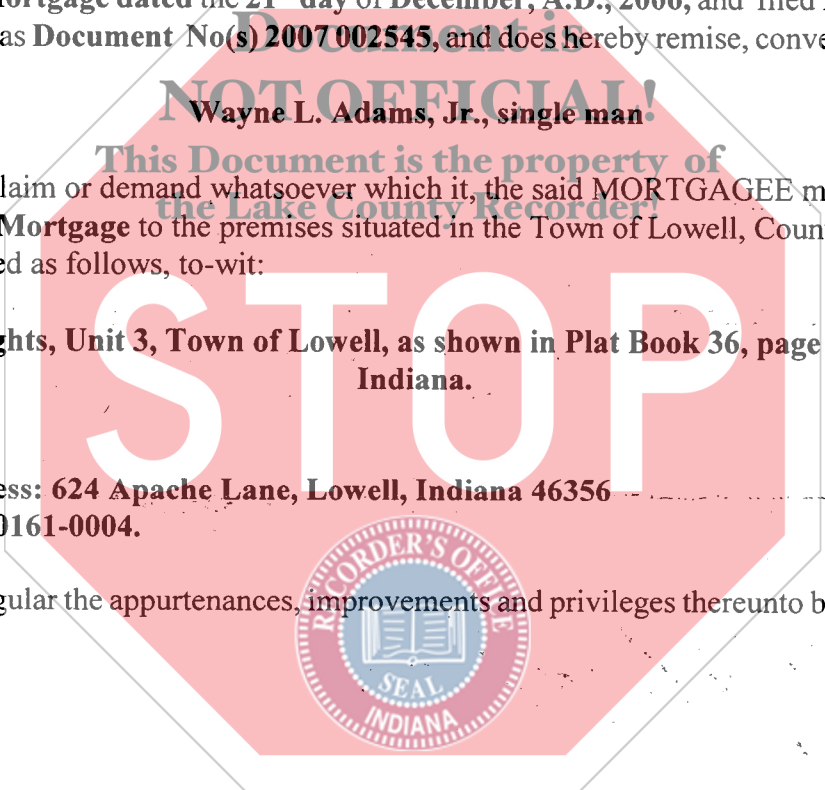 ortgage dated the 21 day of December, A.D., 2006, and filed
Document is
as Document No(s) 2007 002545, and does hereby remise, conve
NOT OFFICIAL!
Wayne L. Adams, Jr., single man
This Document is the property of
laim or demand whatsoever which it, the said MORTGAGEE m
the Lake County Recorder!
Mortgage to the premises situated in the Town of Lowell, Coun
ed as follows, to-wit:
STOP
ghts, Unit 3, Town of Lowell, as shown in Plat Book 36, page
Indiana.
ess: 624 Apache Lane, Lowell, Indiana 46356
0161-0004.
RECORDER'S OFFICE
gular the appurtenances, improvements and privileges thereunto b
SEAL
INDIANA